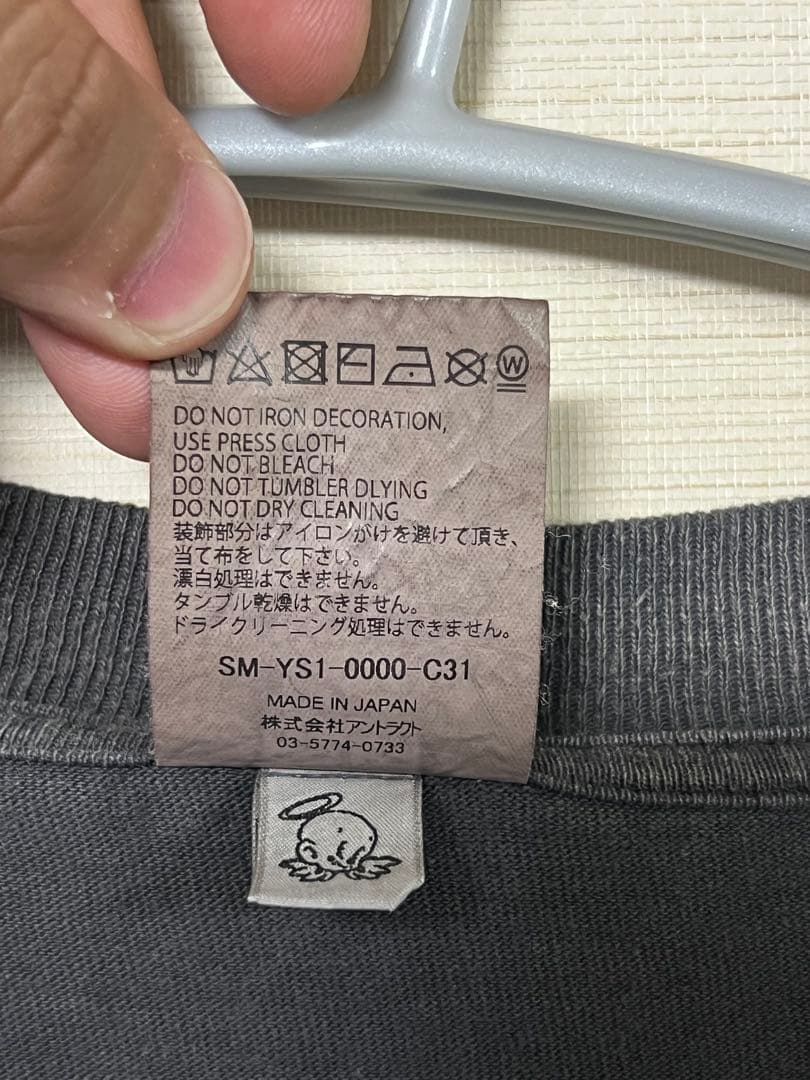 W
DO NOT IRON DECORATION,
USE PRESS CLOTH
DO NOT BLEACH
DO NOT TUMBLER DLYING
DO NOT DRY CLEANING
装飾部分はアイロンがけを避けて頂き、
当て布をして下さい。
漂白処理はできません。
タンブル乾燥はできません。
ドライクリーニング処理はできません。
SM-YS1-0000-C31
MADE IN JAPAN
株式会社アントラクト
03-5774-0733